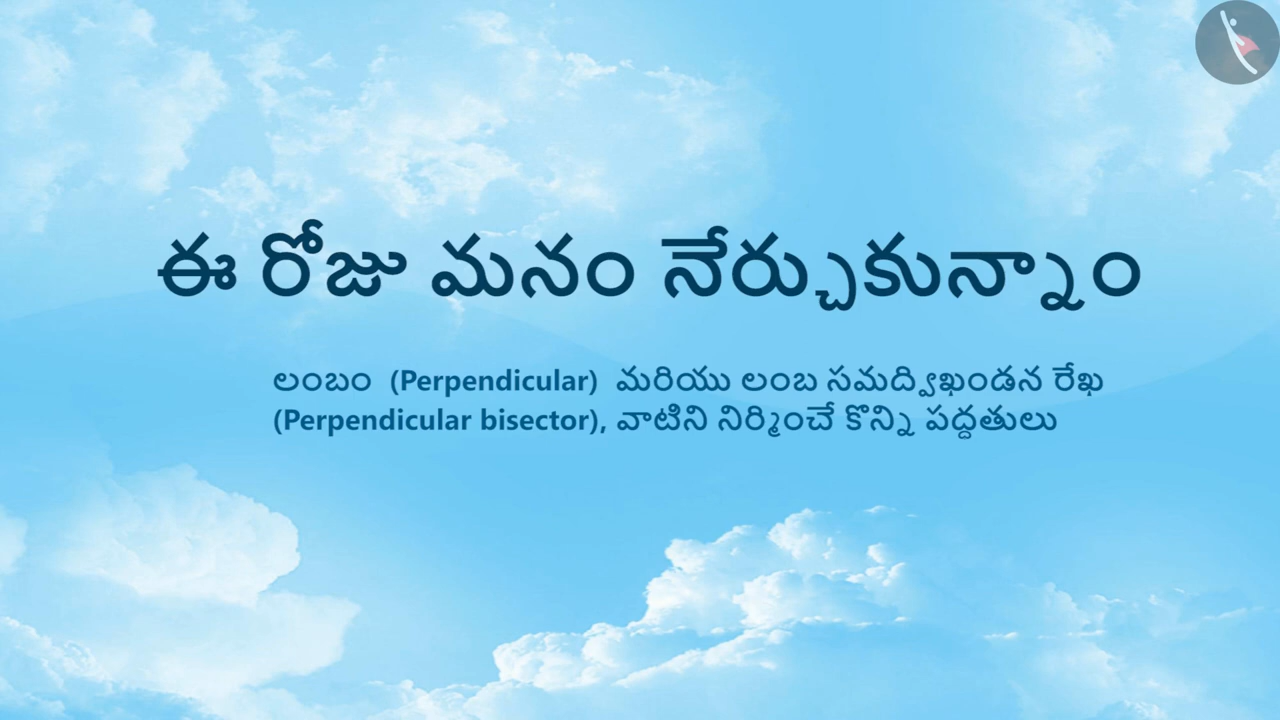 ఈ రోజు మనం నేర్చుకున్నాం
లంబం (Perpendicular) మరియు లంబ సమద్విఖండన రేఖ
(Perpendicular bisector), వాటిని నిర్మించే కొన్ని పద్ధతులు